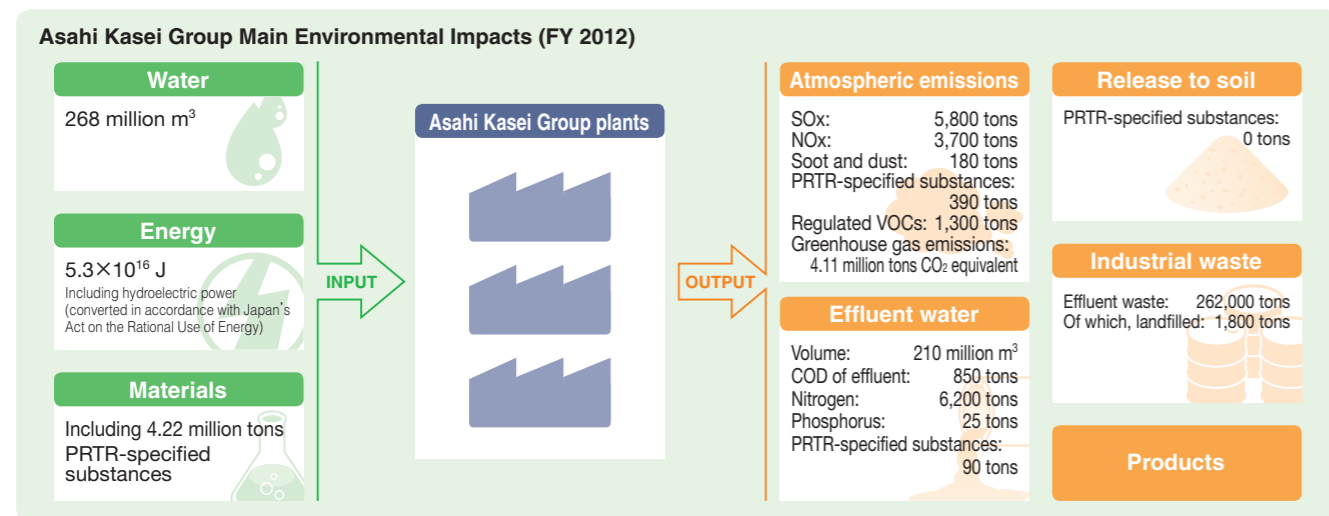 Asahi Kasei Group Main Environmental Impacts (FY 2012)
Water
268 million m³
Energy
5.3×10¹⁶ J
Including hydroelectric power
(converted in accordance with Japan's
Act on the Rational Use of Energy)
Materials
Including 4.22 million tons
PRTR-specified
substances
INPUT
Asahi Kasei Group plants
OUTPUT
Atmospheric emissions
SOx: 5,800 tons
NOx: 3,700 tons
Soot and dust: 180 tons
PRTR-specified substances:
390 tons
Regulated VOCs: 1,300 tons
Greenhouse gas emissions:
4.11 million tons CO₂ equivalent
Effluent water
Volume: 210 million m³
COD of effluent: 850 tons
Nitrogen: 6,200 tons
Phosphorus: 25 tons
PRTR-specified substances:
90 tons
Release to soil
PRTR-specified substances:
0 tons
Industrial waste
Effluent waste: 262,000 tons
Of which, landfilled: 1,800 tons
Products